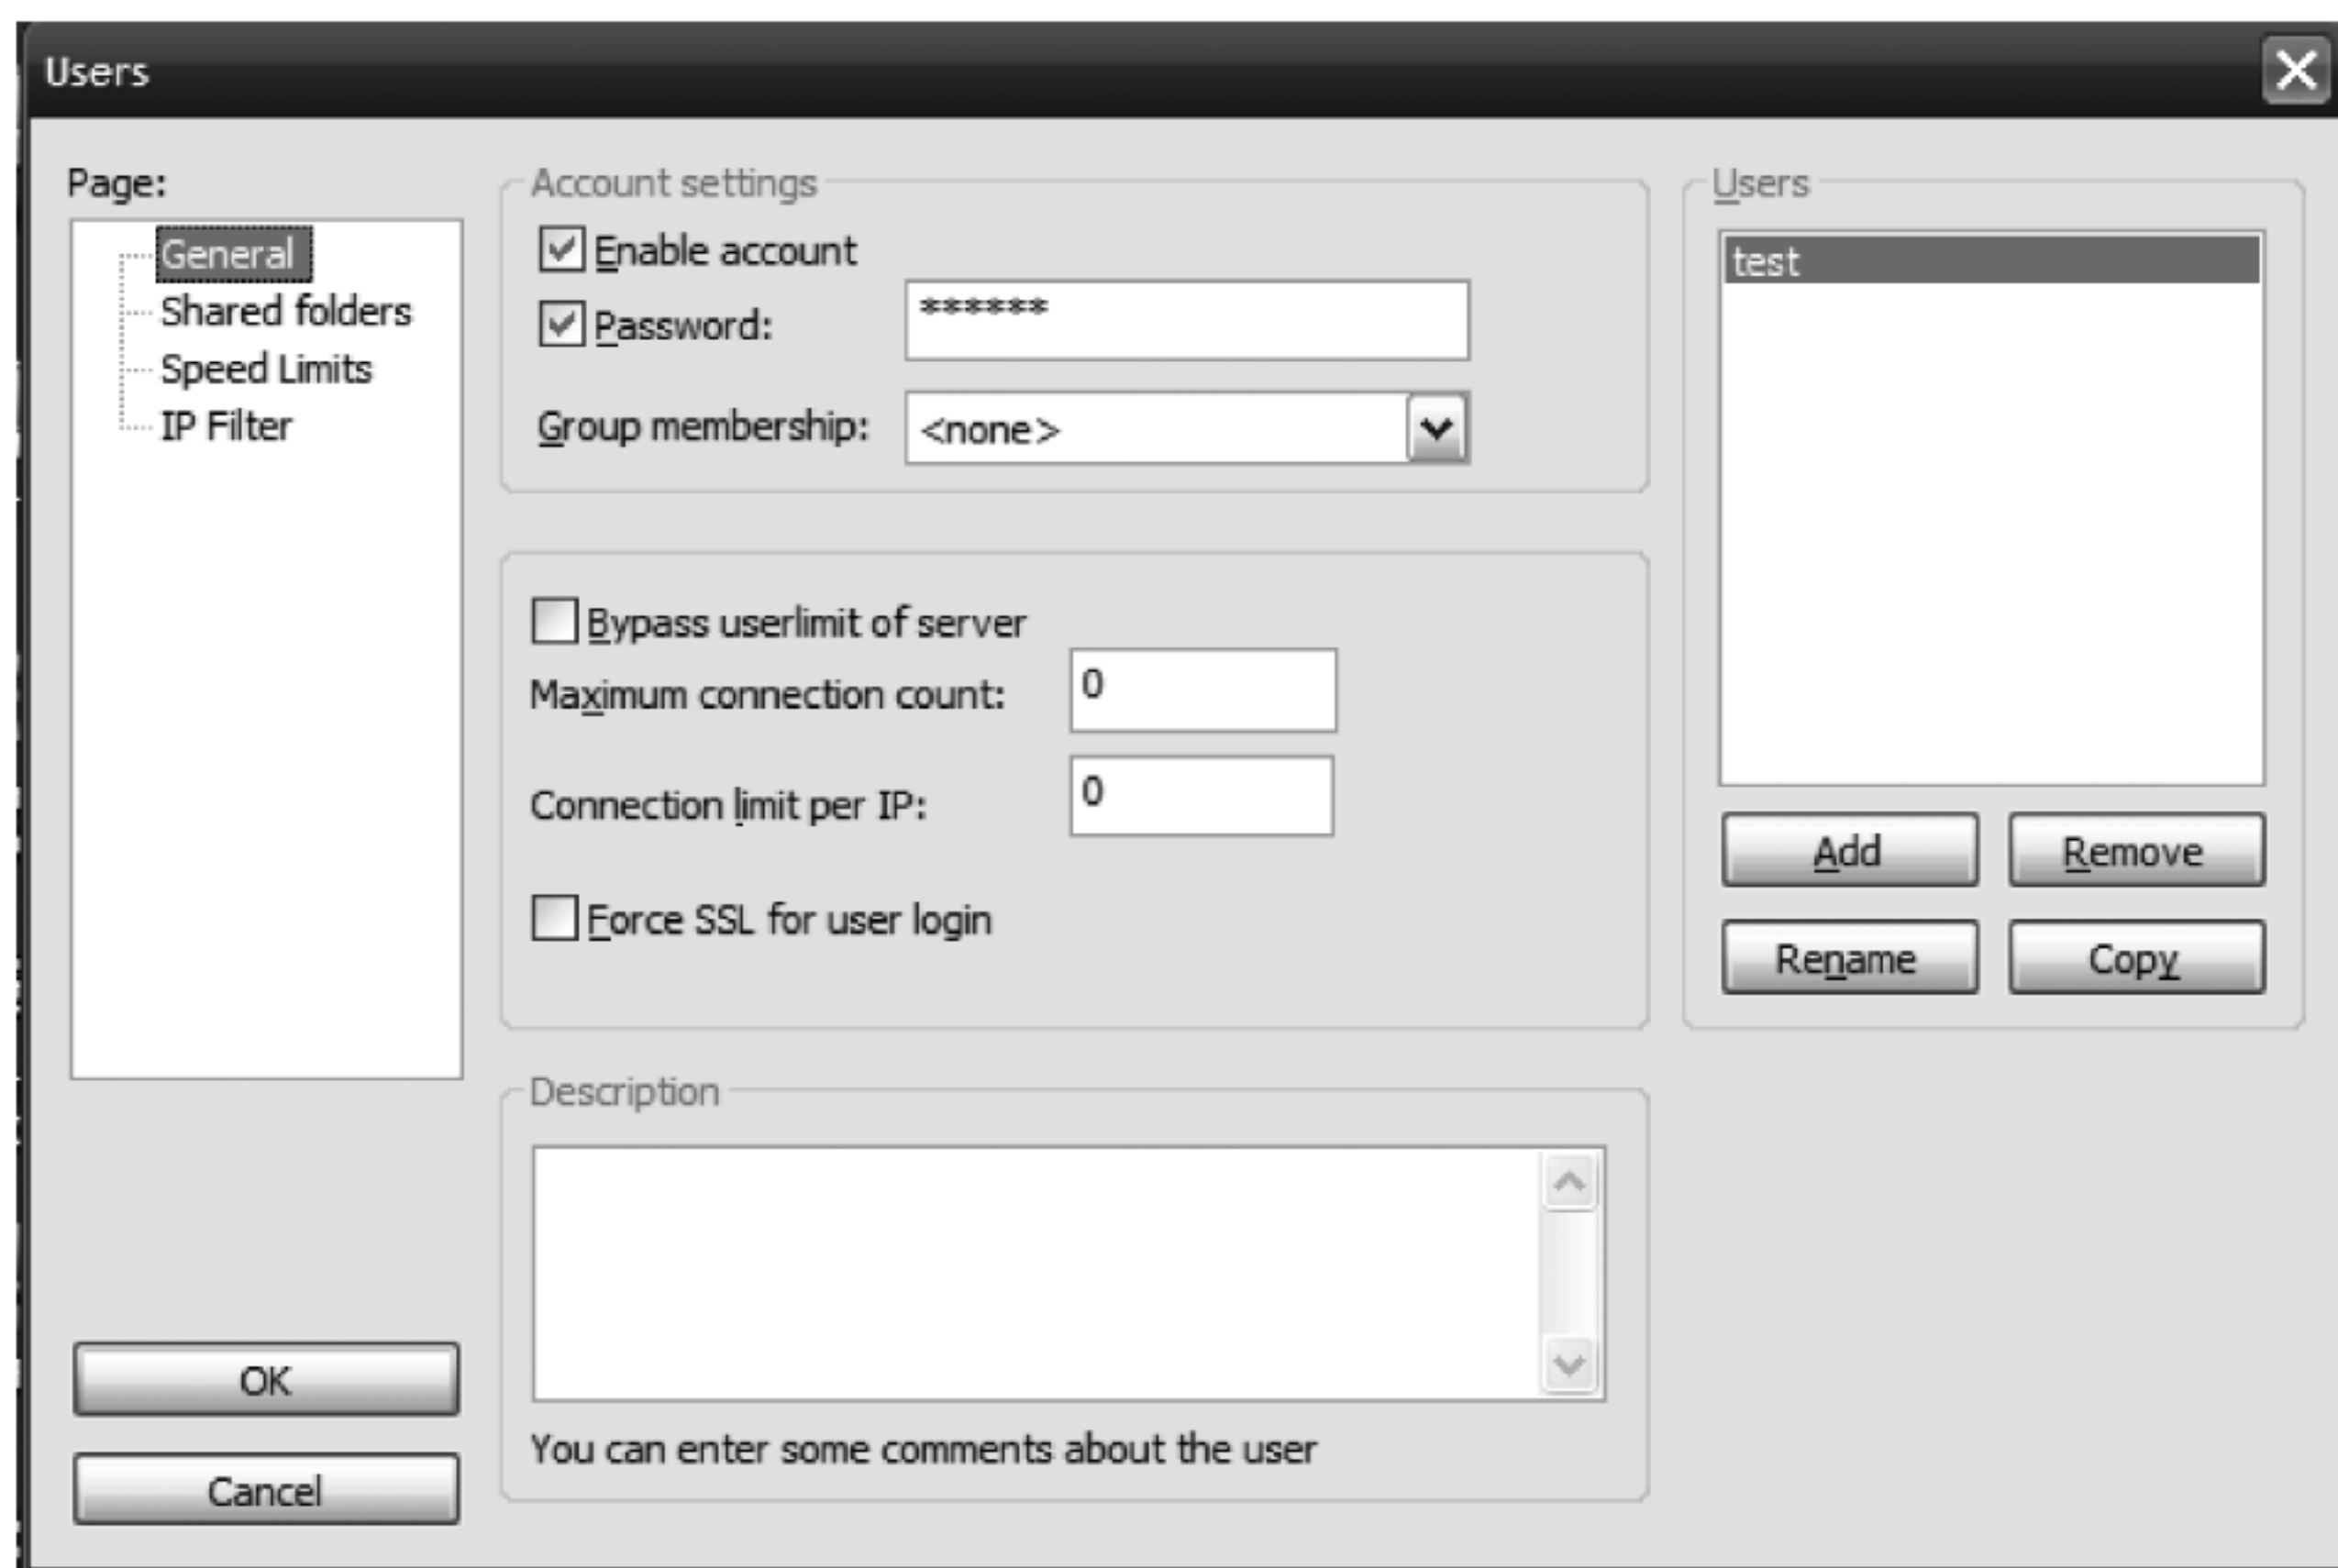 Users
Page:
General
Shared folders
Speed Limits
IP Filter
OK
Cancel
Account settings
Enable account
Password: ******
Group membership: <none>
Bypass userlimit of server
Maximum connection count: 0
Connection limit per IP: 0
Force SSL for user login
Description
You can enter some comments about the user
Users
test
Add Remove
Rename Copy